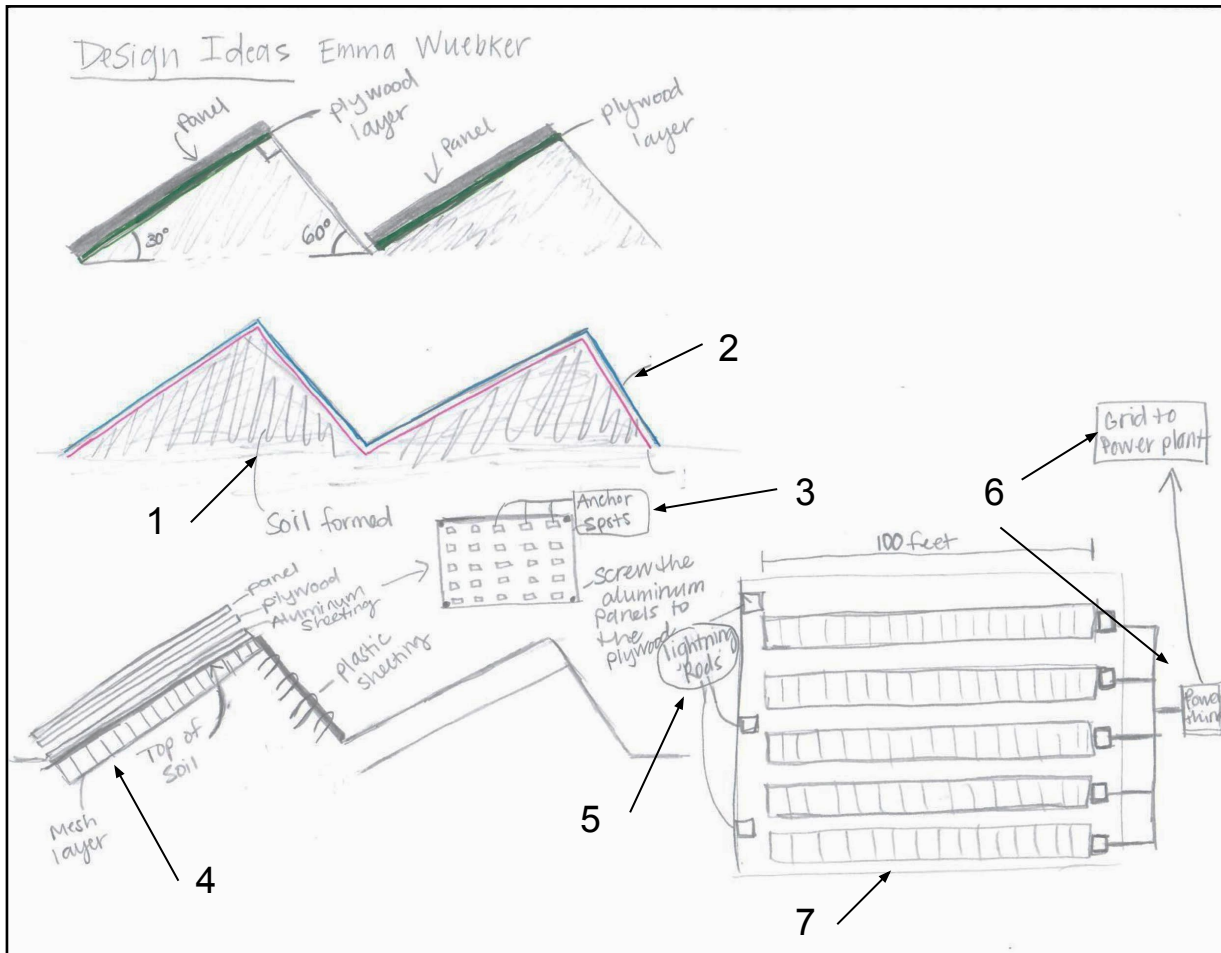 Design Ideas Emma Wuebker
Panel
plywood
layer
Panel
plywood
layer
30°
60°
2
1
Soil formed
3
Anchor
Spots
6
Grid to
Power plant
100 feet
panel
plywood
Aluminum
Sheeting
plastic
sheeting
Top of
Soil
Mesh
layer
4
-Screw the
aluminum
panels to
the
plywood
lightning
Rods
5
Power
thing
7